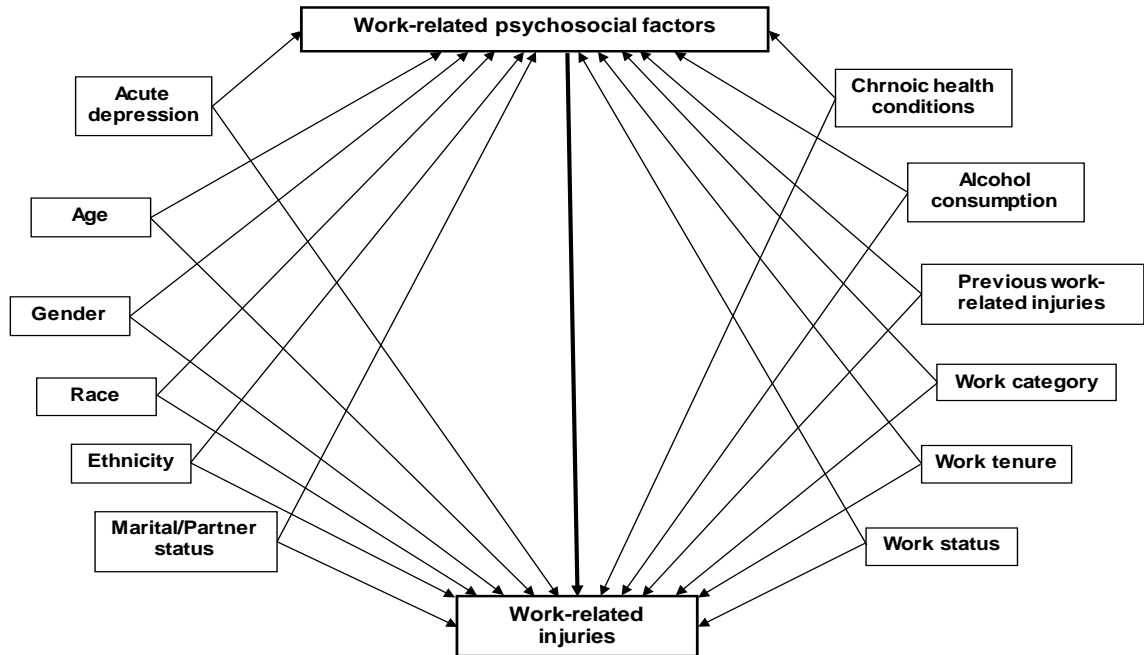 Work-related psychosocial factors
Acute
depression
Chrnoic health
conditions
Age
Alcohol
consumption
Gender
Previous work-
related injuries
Race
Work category
Ethnicity
Work tenure
Marital/Partner
status
Work status
Work-related
injuries